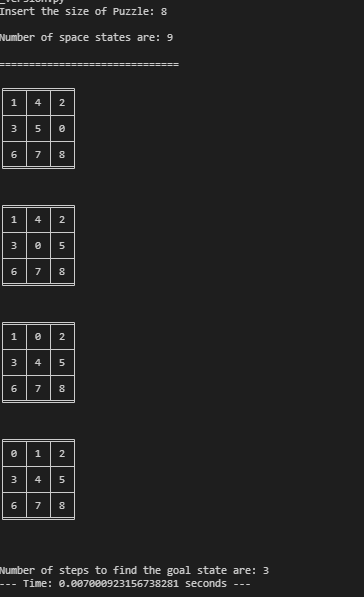 _version.py
Insert the size of Puzzle: 8
Number of space states are: 9
==============================
1 4 2
3 5 0
6 7 8
1 4 2
3 0 5
6 7 8
1 0 2
3 4 5
6 7 8
0 1 2
3 4 5
6 7 8
Number of steps to find the goal state are: 3
--- Time: 0.007000923156738281 seconds ---